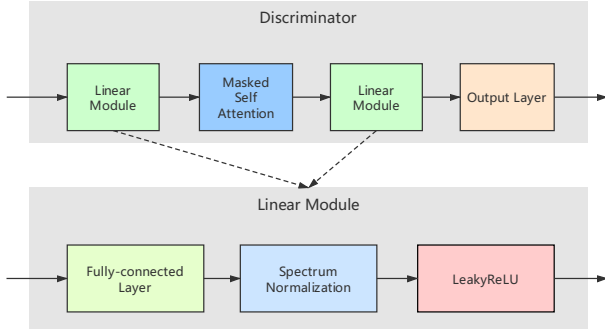 Discriminator
Linear
Module
Masked
Self
Attention
Linear
Module
Output Layer
Linear Module
Fully-connected
Layer
Spectrum
Normalization
LeakyReLU